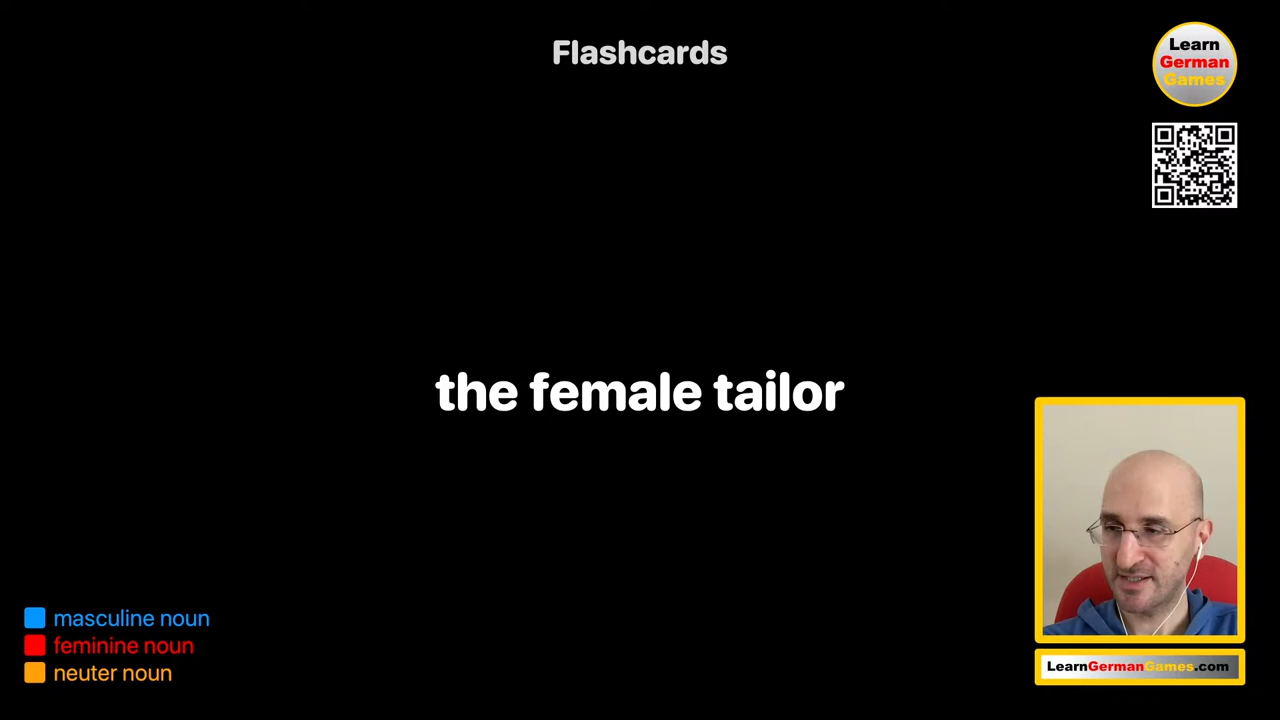 Flashcards
Learn
German
Games
the female tailor
masculine noun
feminine noun
neuter noun
LearnGermanGames.com